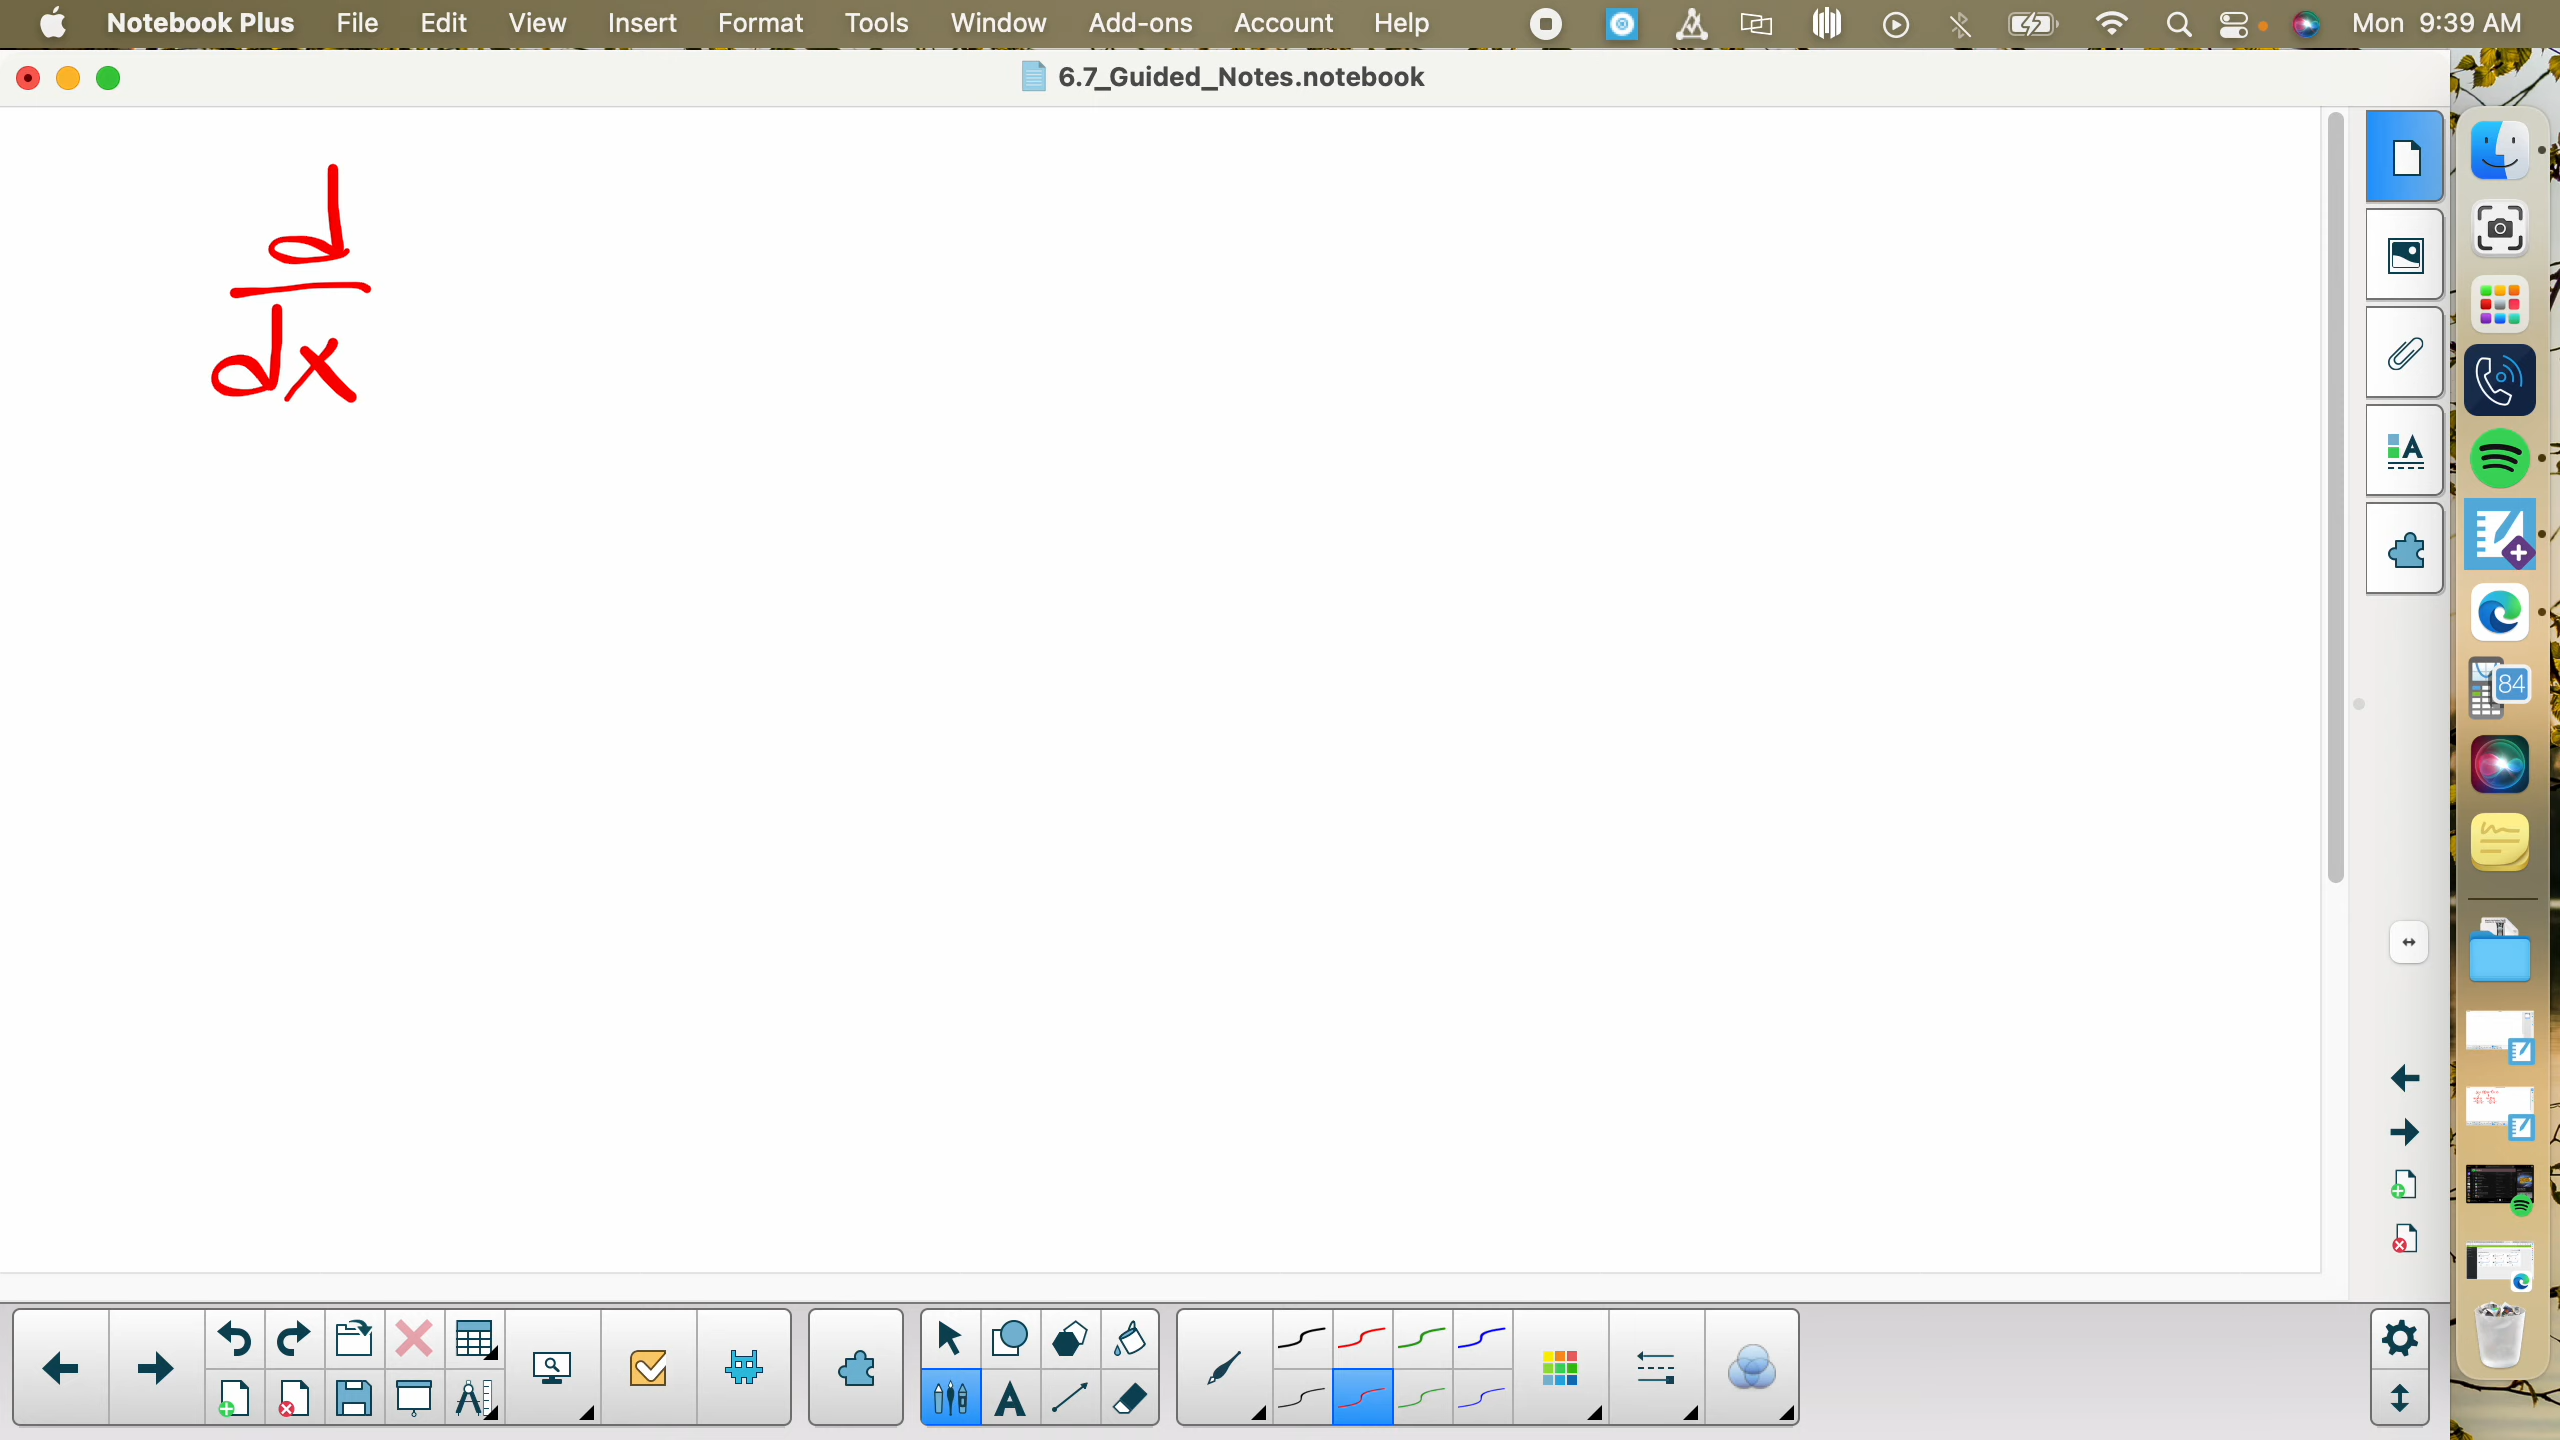 Notebook Plus File Edit View Insert Format Tools Window Add-ons Account Help Mon 9:39 AM
6.7_Guided_Notes.notebook
d
dx
84
A
A